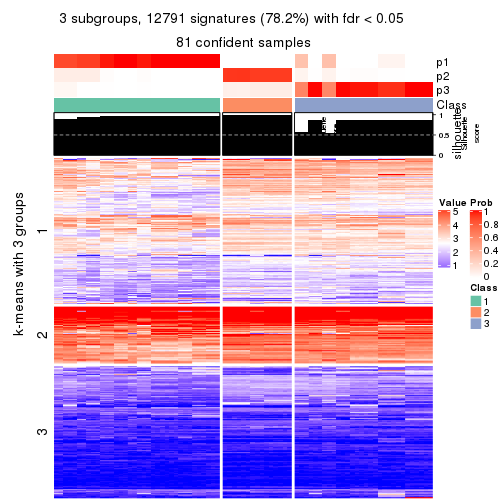 3 subgroups, 12791 signatures (78.2%) with fdr < 0.05
81 confident samples
p1
p2
p3
Class
1
0.5
0
silhouette
Silhouette
score
k-means with 3 groups
1
2
3
Value
5
4
3
2
1
Prob
1
0.8
0.6
0.4
0.2
0
Class
1
2
3